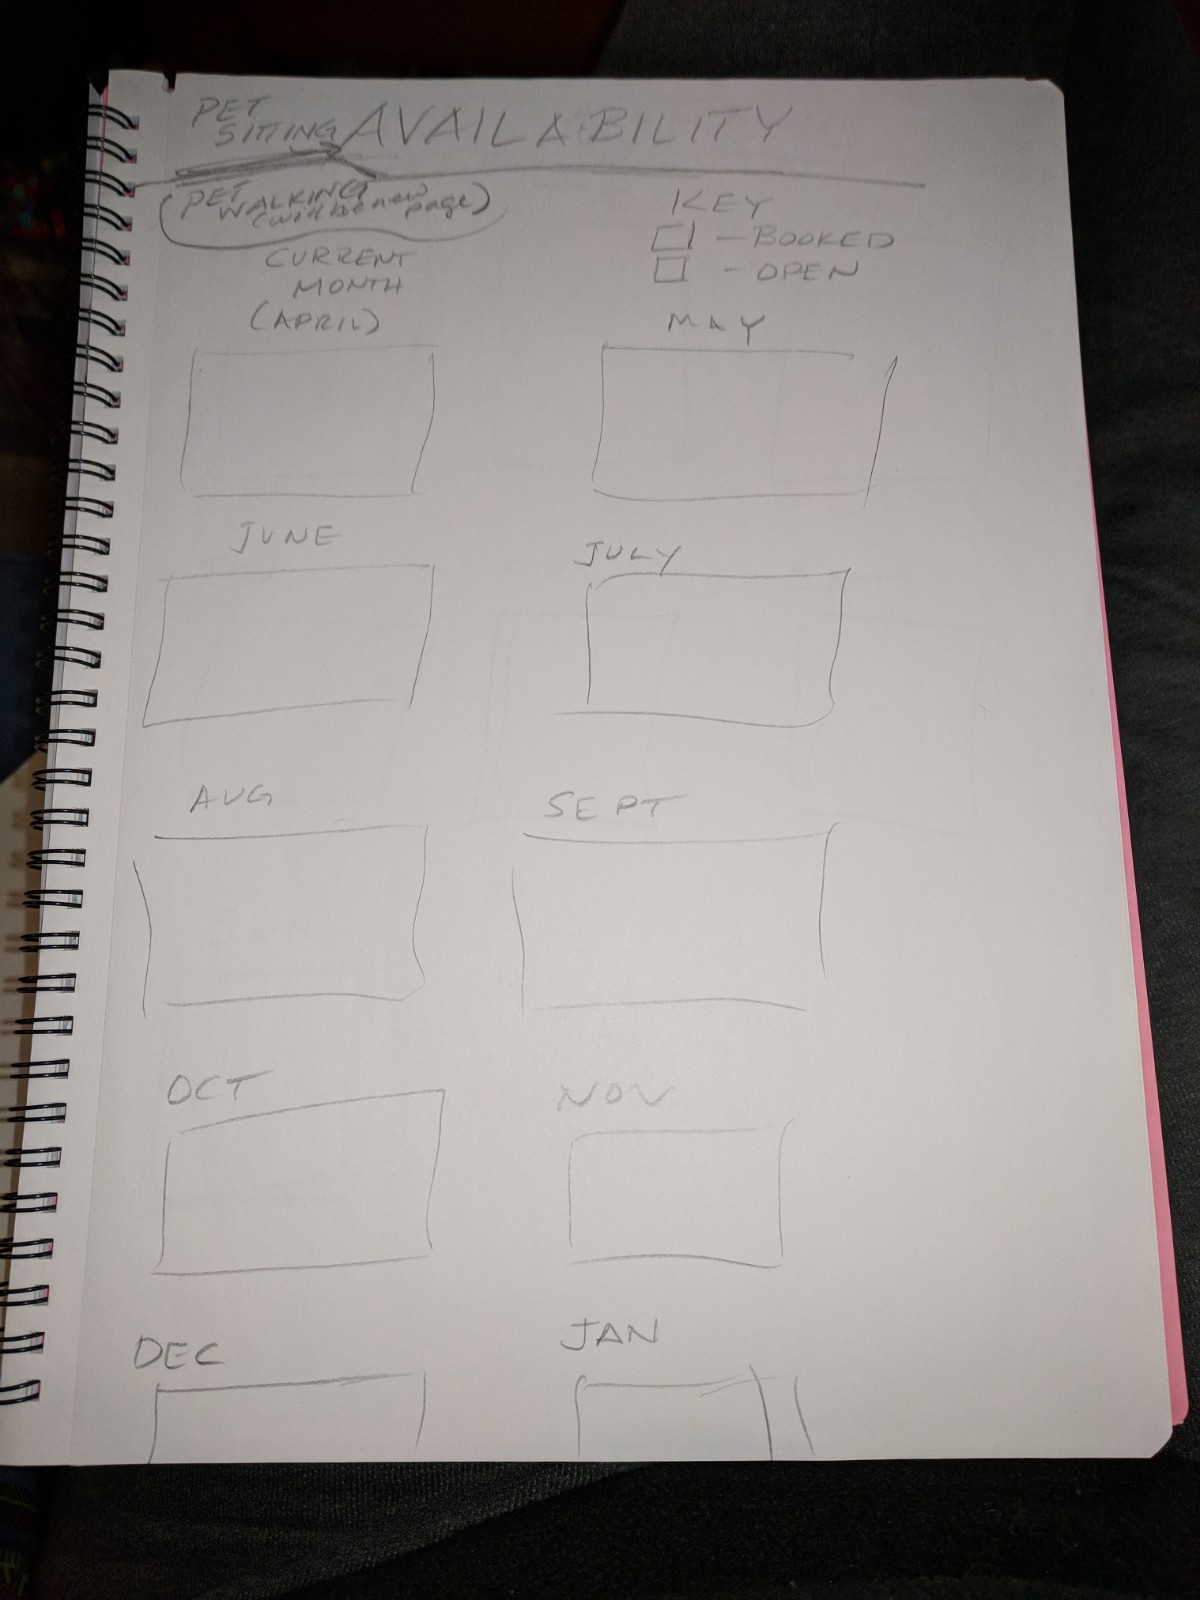 PET
SITTING AVAILABILITY
(PET
WALKING
(will be new page)
KEY
- BOOKED
- OPEN
CURRENT
MONTH
(APRIL)
MAY
JUNE
JULY
AUG
SEPT
OCT
NOV
DEC
JAN